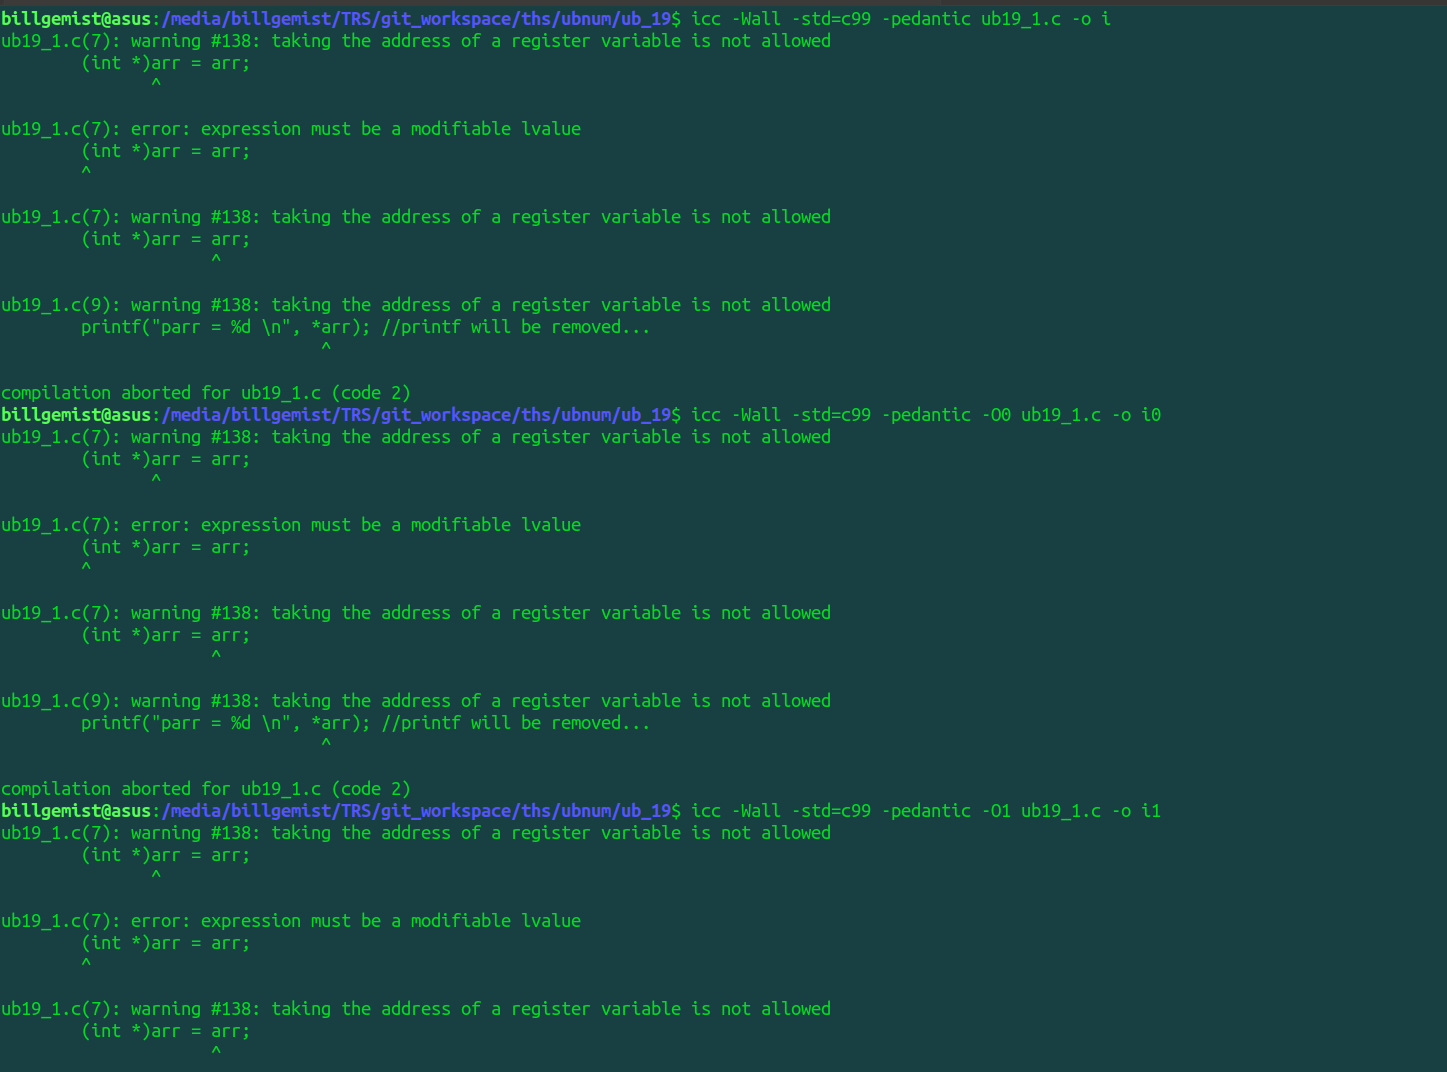 billgemist@asus:/media/billgemist/TRS/git_workspace/ths/ubnum/ub_19$ icc -Wall -std=c99 -pedantic ub19_1.c -o i
ub19_1.c(7): warning #138: taking the address of a register variable is not allowed
        (int *)arr = arr;
               ^
ub19_1.c(7): error: expression must be a modifiable lvalue
        (int *)arr = arr;
        ^
ub19_1.c(7): warning #138: taking the address of a register variable is not allowed
        (int *)arr = arr;
                     ^
ub19_1.c(9): warning #138: taking the address of a register variable is not allowed
        printf("parr = %d \n", *arr); //printf will be removed...
                                ^
compilation aborted for ub19_1.c (code 2)
billgemist@asus:/media/billgemist/TRS/git_workspace/ths/ubnum/ub_19$ icc -Wall -std=c99 -pedantic -O0 ub19_1.c -o i0
ub19_1.c(7): warning #138: taking the address of a register variable is not allowed
        (int *)arr = arr;
               ^
ub19_1.c(7): error: expression must be a modifiable lvalue
        (int *)arr = arr;
        ^
ub19_1.c(7): warning #138: taking the address of a register variable is not allowed
        (int *)arr = arr;
                     ^
ub19_1.c(9): warning #138: taking the address of a register variable is not allowed
        printf("parr = %d \n", *arr); //printf will be removed...
                                ^
compilation aborted for ub19_1.c (code 2)
billgemist@asus:/media/billgemist/TRS/git_workspace/ths/ubnum/ub_19$ icc -Wall -std=c99 -pedantic -O1 ub19_1.c -o i1
ub19_1.c(7): warning #138: taking the address of a register variable is not allowed
        (int *)arr = arr;
               ^
ub19_1.c(7): error: expression must be a modifiable lvalue
        (int *)arr = arr;
        ^
ub19_1.c(7): warning #138: taking the address of a register variable is not allowed
        (int *)arr = arr;
                     ^